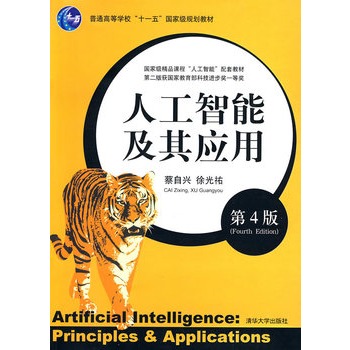 十一五
普通高等学校“十一五”国家级规划教材
国家级精品课程“人工智能”配套教材
第二版获国家教育部科技进步奖一等奖
人工智能
及其应用
蔡自兴 徐光祐
CAI Zixing, XU Guangyou
第4版
(Fourth Edition)
Artificial Intelligence:
Principles & Applications
清华大学出版社